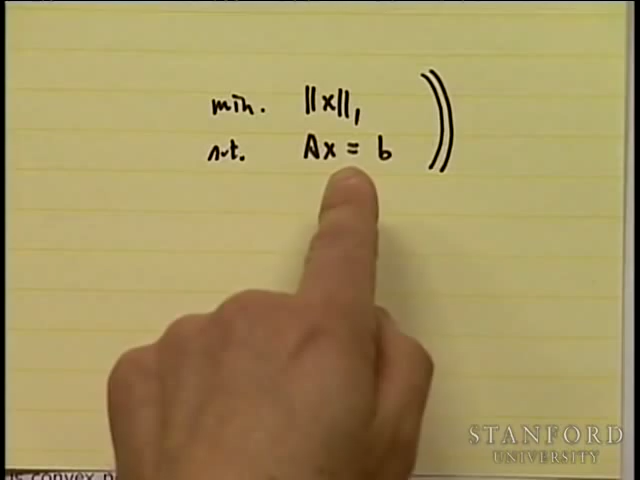 min. ||x||₁
s.t. Ax = b
STANFORD
UNIVERSITY